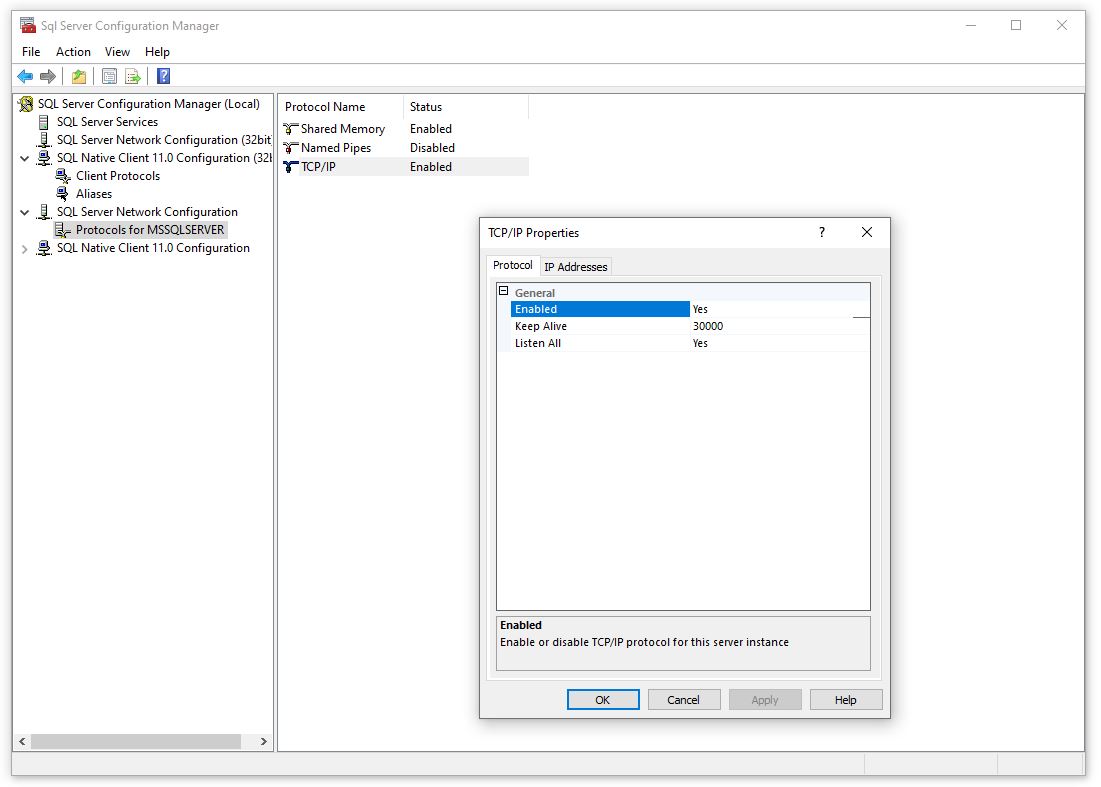 Sql Server Configuration Manager
File Action View Help
SQL Server Configuration Manager (Local)
SQL Server Services
SQL Server Network Configuration (32bit
SQL Native Client 11.0 Configuration (32b
Client Protocols
Aliases
SQL Server Network Configuration
Protocols for MSSQLSERVER
SQL Native Client 11.0 Configuration
Protocol Name Status
Shared Memory Enabled
Named Pipes Disabled
TCP/IP Enabled
TCP/IP Properties ?
Protocol IP Addresses
General
Enabled Yes
Keep Alive 30000
Listen All Yes
Enabled
Enable or disable TCP/IP protocol for this server instance
OK Cancel Apply Help